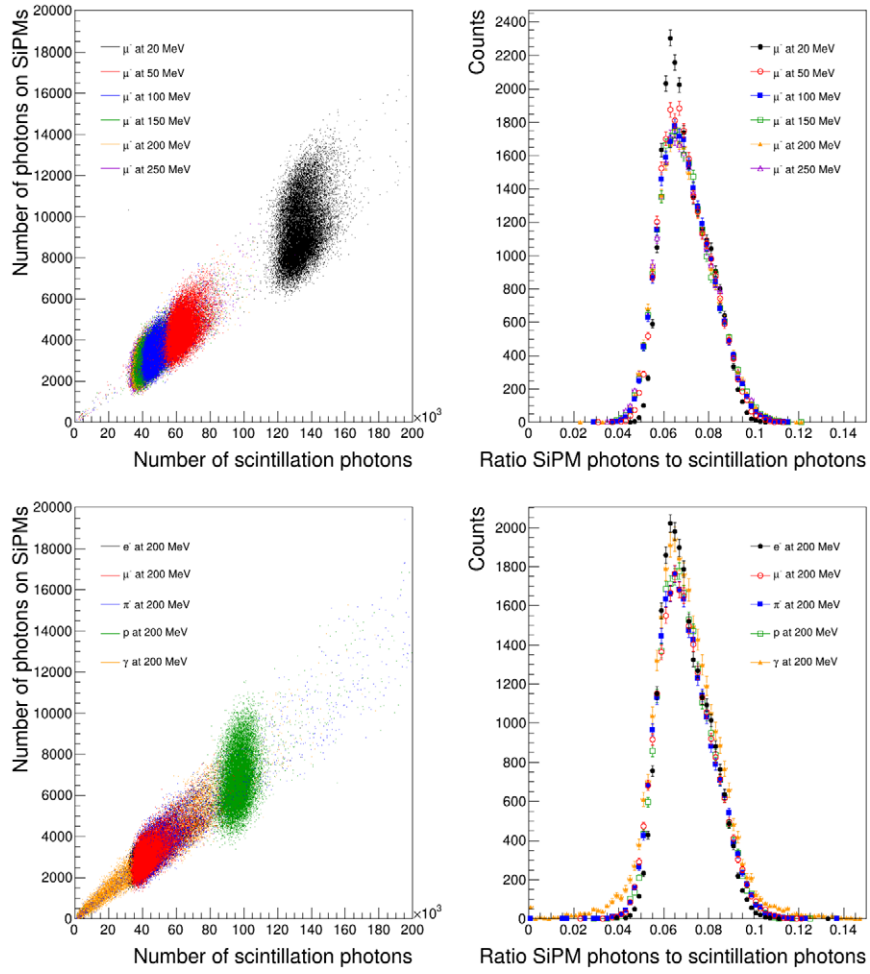 Number of photons on SiPMs
20000
18000
16000
14000
12000
10000
8000
6000
4000
2000
0
μ⁻ at 20 MeV
μ⁻ at 50 MeV
μ⁻ at 100 MeV
μ⁻ at 150 MeV
μ⁻ at 200 MeV
μ⁻ at 250 MeV
0 20 40 60 80 100 120 140 160 180 200
×10³
Number of scintillation photons
Counts
2400
2200
2000
1800
1600
1400
1200
1000
800
600
400
200
0
μ⁻ at 20 MeV
μ⁻ at 50 MeV
μ⁻ at 100 MeV
μ⁻ at 150 MeV
μ⁻ at 200 MeV
μ⁻ at 250 MeV
0 0.02 0.04 0.06 0.08 0.1 0.12 0.14
Ratio SiPM photons to scintillation photons
Number of photons on SiPMs
20000
18000
16000
14000
12000
10000
8000
6000
4000
2000
0
e⁻ at 200 MeV
μ⁻ at 200 MeV
π⁻ at 200 MeV
p at 200 MeV
γ at 200 MeV
0 20 40 60 80 100 120 140 160 180 200
×10³
Number of scintillation photons
Counts
2000
1800
1600
1400
1200
1000
800
600
400
200
0
e⁻ at 200 MeV
μ⁻ at 200 MeV
π⁻ at 200 MeV
p at 200 MeV
γ at 200 MeV
0 0.02 0.04 0.06 0.08 0.1 0.12 0.14
Ratio SiPM photons to scintillation photons